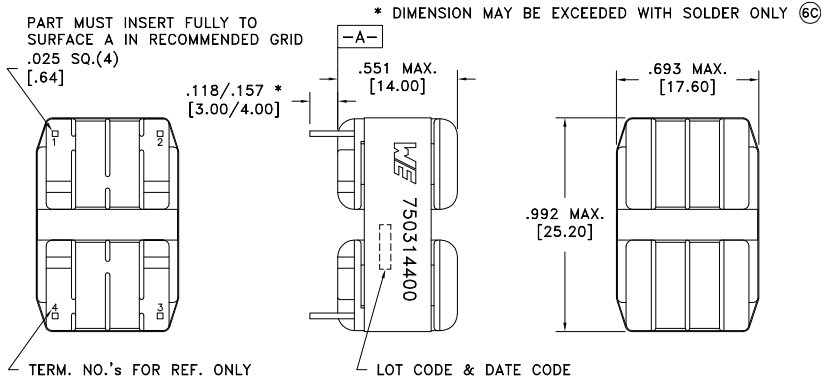 * DIMENSION MAY BE EXCEEDED WITH SOLDER ONLY 6C
PART MUST INSERT FULLY TO
SURFACE A IN RECOMMENDED GRID
.025 SQ.(4)
[.64]
-A-
.118/.157 *
[3.00/4.00]
.551 MAX.
[14.00]
.693 MAX.
[17.60]
1
2
WE 750314400
.992 MAX.
[25.20]
4
3
TERM. NO.'s FOR REF. ONLY
LOT CODE & DATE CODE